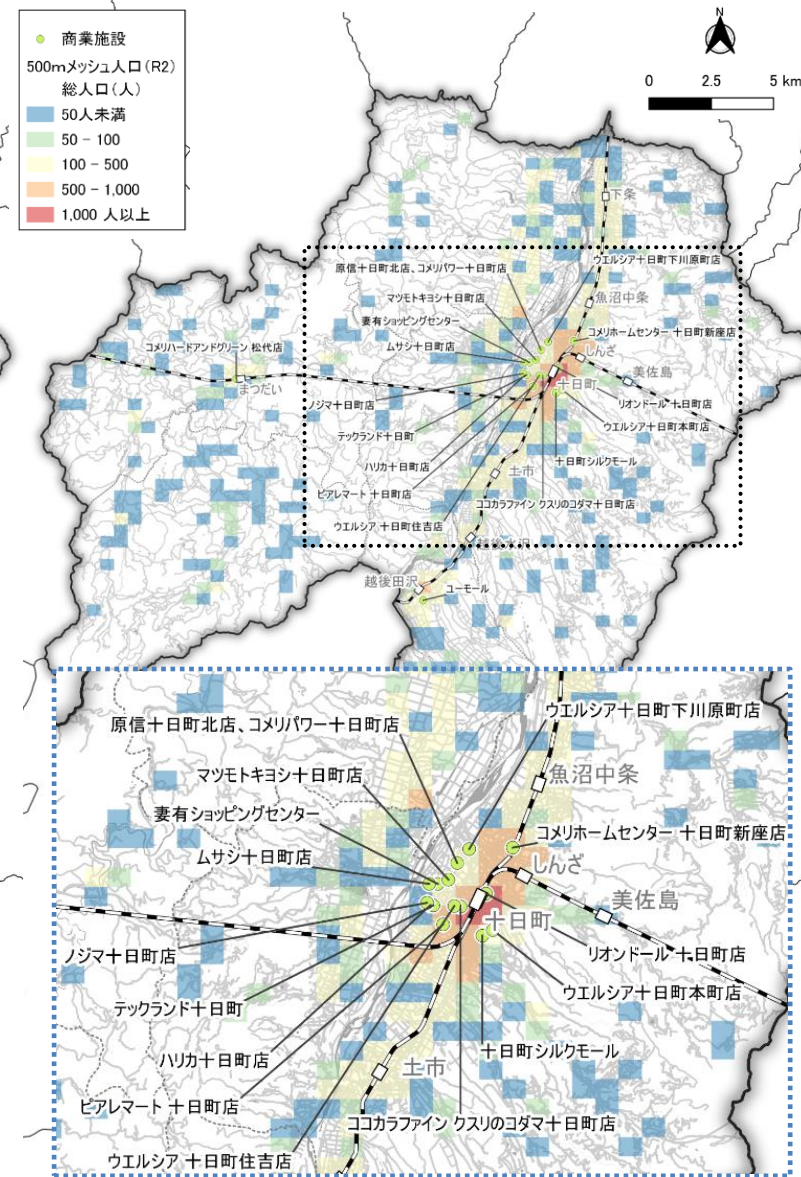 商業施設
500mメッシュ人口(R2)
総人口(人)
50人未満
50 - 100
100 - 500
500 - 1,000
1,000 人以上
N
0 2.5 5 km
下条
ウエルシア十日町下川原町店
原信十日町北店、コメリパワー十日町店
魚沼中条
マツモトキヨシ十日町店
妻有ショッピングセンター
コメリホームセンター 十日町新座店
ムサシ十日町店
しんざ
コメリハードアンドグリーン 松代店
まつだい
美佐島
十日町
ノジマ十日町店
リオンドール 十日町店
テックランド十日町
ウエルシア十日町本町店
ハリカ十日町店
十日町シルクモール
土市
ピアレマート 十日町店
ココカラファイン クスリのコダマ十日町店
ウエルシア 十日町住吉店
越後水沢
越後田沢
ユーモール
原信十日町北店、コメリパワー十日町店
ウエルシア十日町下川原町店
マツモトキヨシ十日町店
魚沼中条
妻有ショッピングセンター
コメリホームセンター 十日町新座店
ムサシ十日町店
しんざ
美佐島
十日町
ノジマ十日町店
リオンドール 十日町店
テックランド十日町
ウエルシア十日町本町店
ハリカ十日町店
十日町シルクモール
土市
ピアレマート 十日町店
ココカラファイン クスリのコダマ十日町店
ウエルシア 十日町住吉店